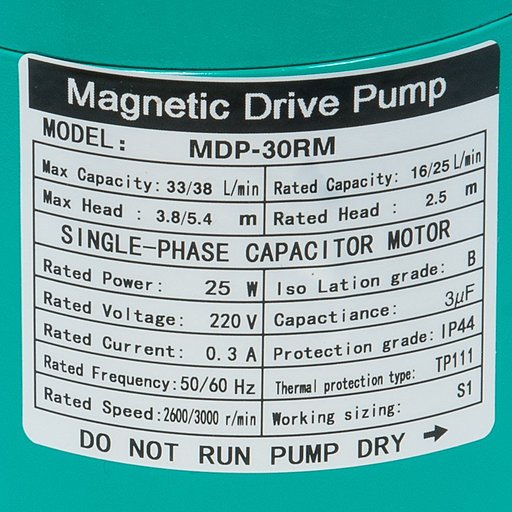 Magnetic Drive Pump
MODEL: MDP-30RM
Max Capacity: 33/38 L/min Rated Capacity: 16/25 L/min
Max Head : 3.8/5.4 m Rated Head : 2.5 m
SINGLE-PHASE CAPACITOR MOTOR
Rated Power: 25 W Iso Lation grade: B
Rated Voltage: 220 V Capactiance: 3μF
Rated Current: 0.3 A Protection grade: IP44
Rated Frequency: 50/60 Hz Thermal protection type: TP111
Rated Speed: 2600/3000 r/min Working sizing: S1
DO NOT RUN PUMP DRY →